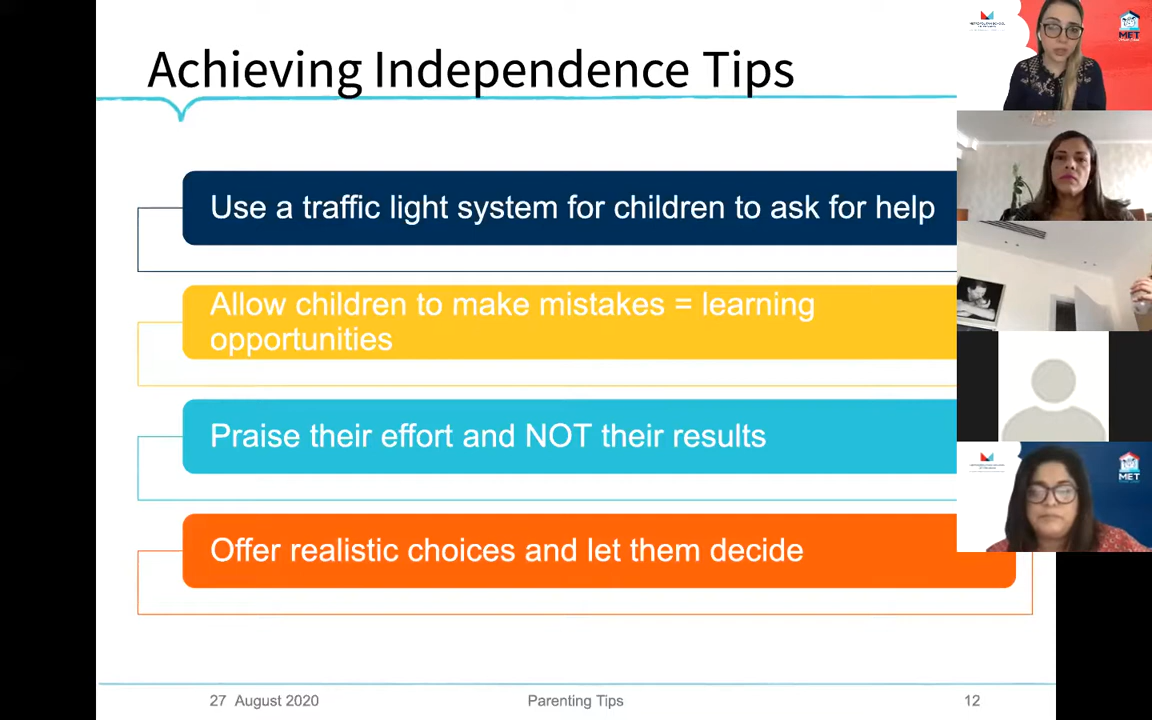 Achieving Independence Tips
Use a traffic light system for children to ask for help
Allow children to make mistakes = learning
opportunities
Praise their effort and NOT their results
Offer realistic choices and let them decide
27 August 2020
Parenting Tips
12
MET
MET